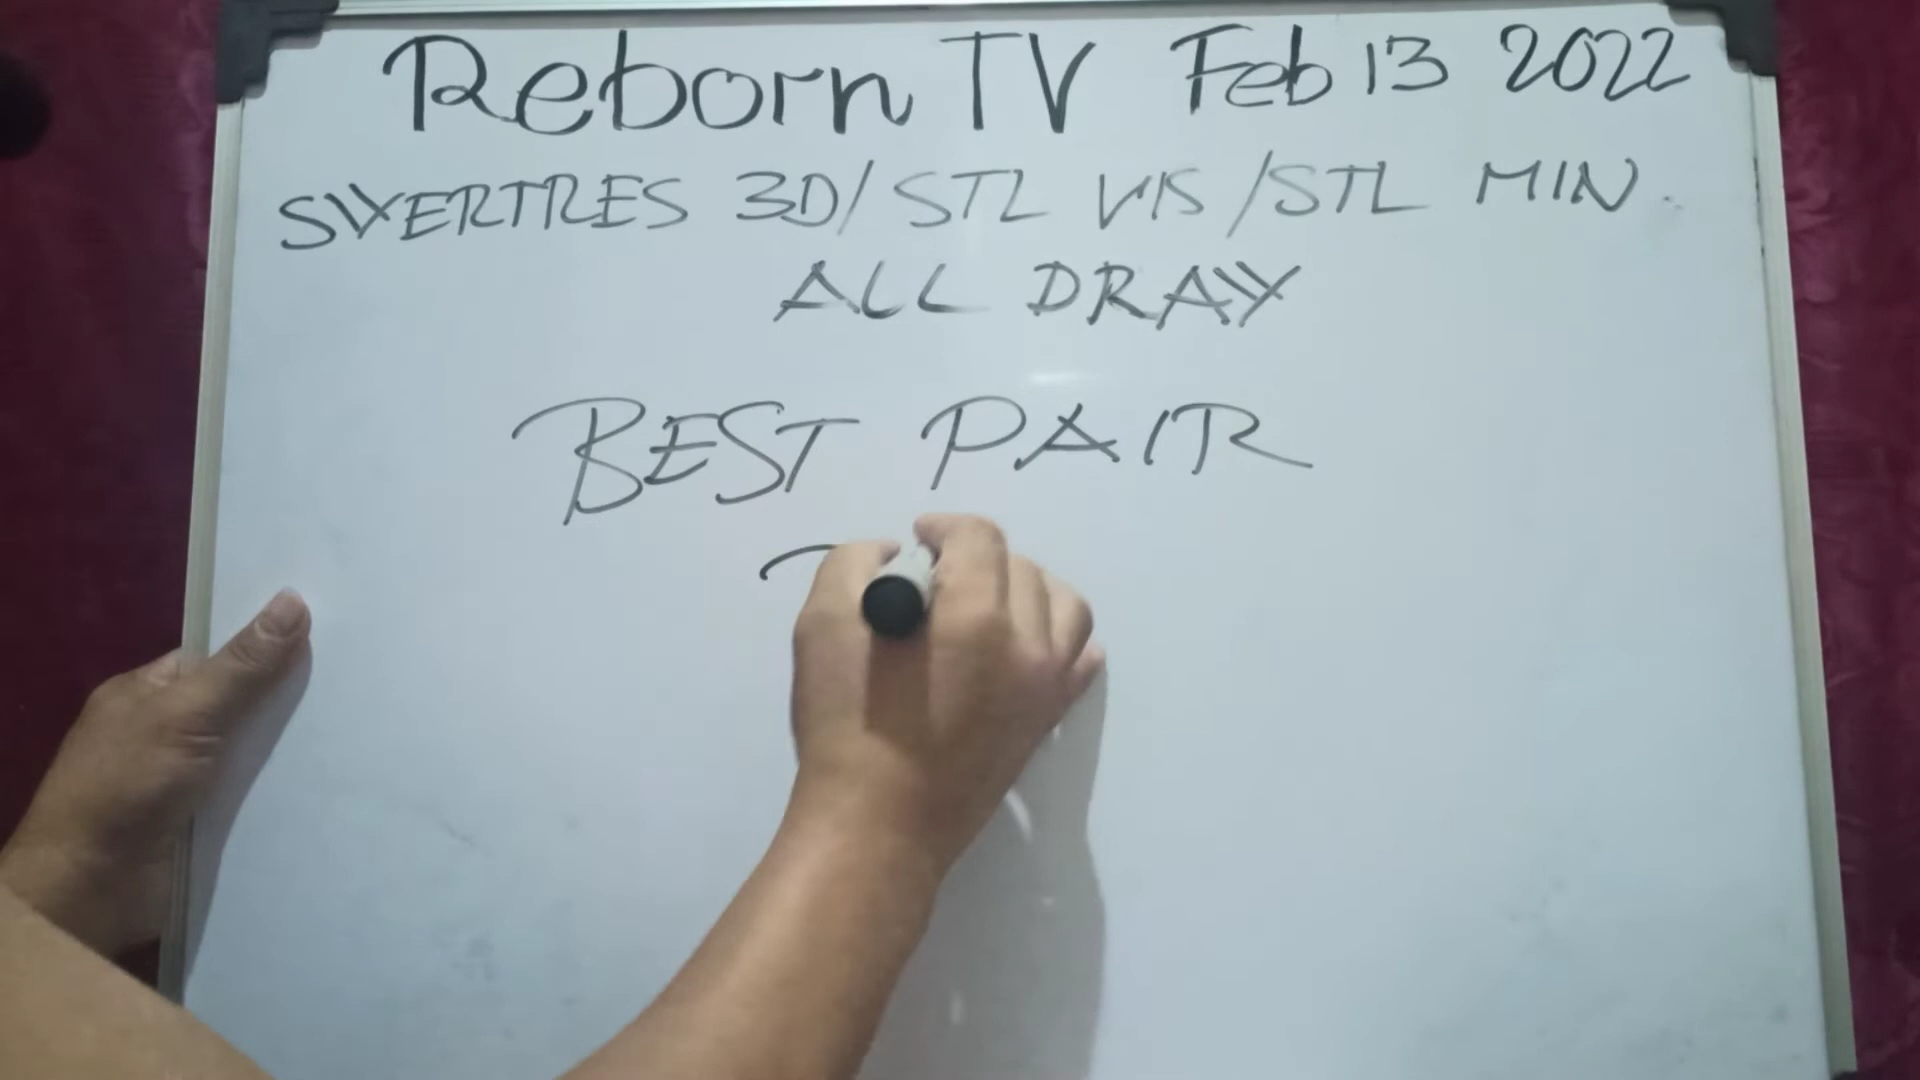 Reborn TV Feb 13 2022
SWERTRES 3D/ STL VIS /STL MIN.
ALL DRAW
BEST PAIR